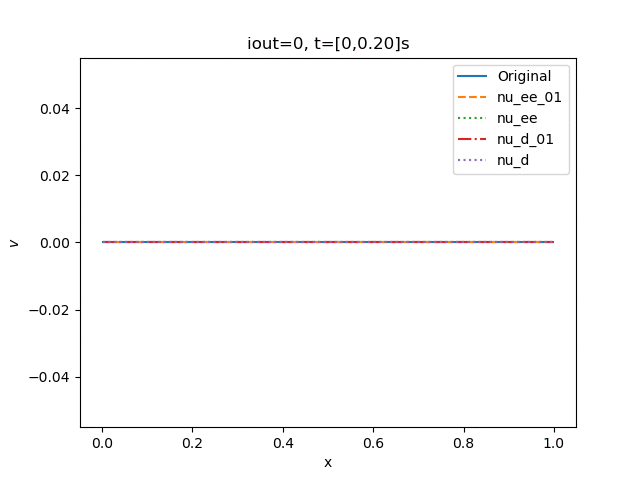 iout=0, t=[0,0.20]s
Original
nu_ee_01
nu_ee
nu_d_01
nu_d
0.04
0.02
0.00
−0.02
−0.04
v
0.0 0.2 0.4 0.6 0.8 1.0
x